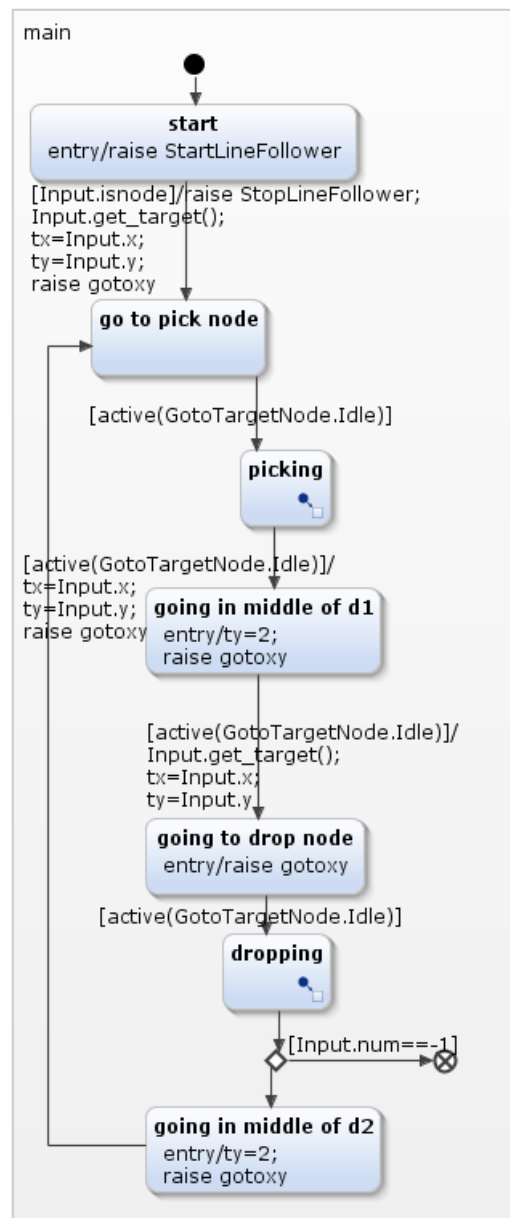 main
start
entry/raise StartLineFollower
[Input.isnode]/raise StopLineFollower;
Input.get_target();
tx=Input.x;
ty=Input.y;
raise gotoxy
go to pick node
[active(GotoTargetNode.Idle)]
picking
[active(GotoTargetNode.Idle)]/
tx=Input.x;
ty=Input.y;
raise gotoxy
going in middle of d1
entry/ty=2;
raise gotoxy
[active(GotoTargetNode.Idle)]/
Input.get_target();
tx=Input.x;
ty=Input.y
going to drop node
entry/raise gotoxy
[active(GotoTargetNode.Idle)]
dropping
[Input.num==-1]
going in middle of d2
entry/ty=2;
raise gotoxy